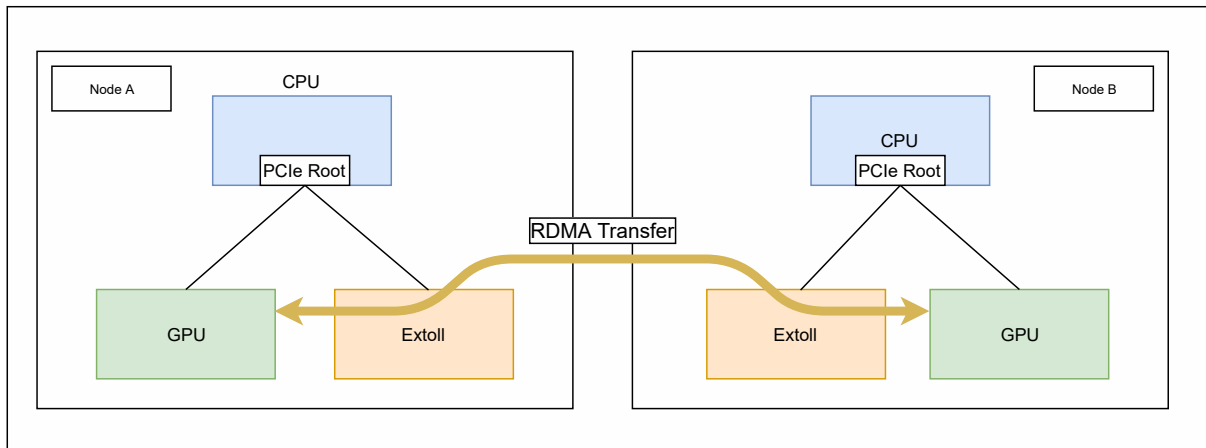 Node A
CPU
PCIe Root
GPU
Extoll
RDMA Transfer
Node B
CPU
PCIe Root
Extoll
GPU